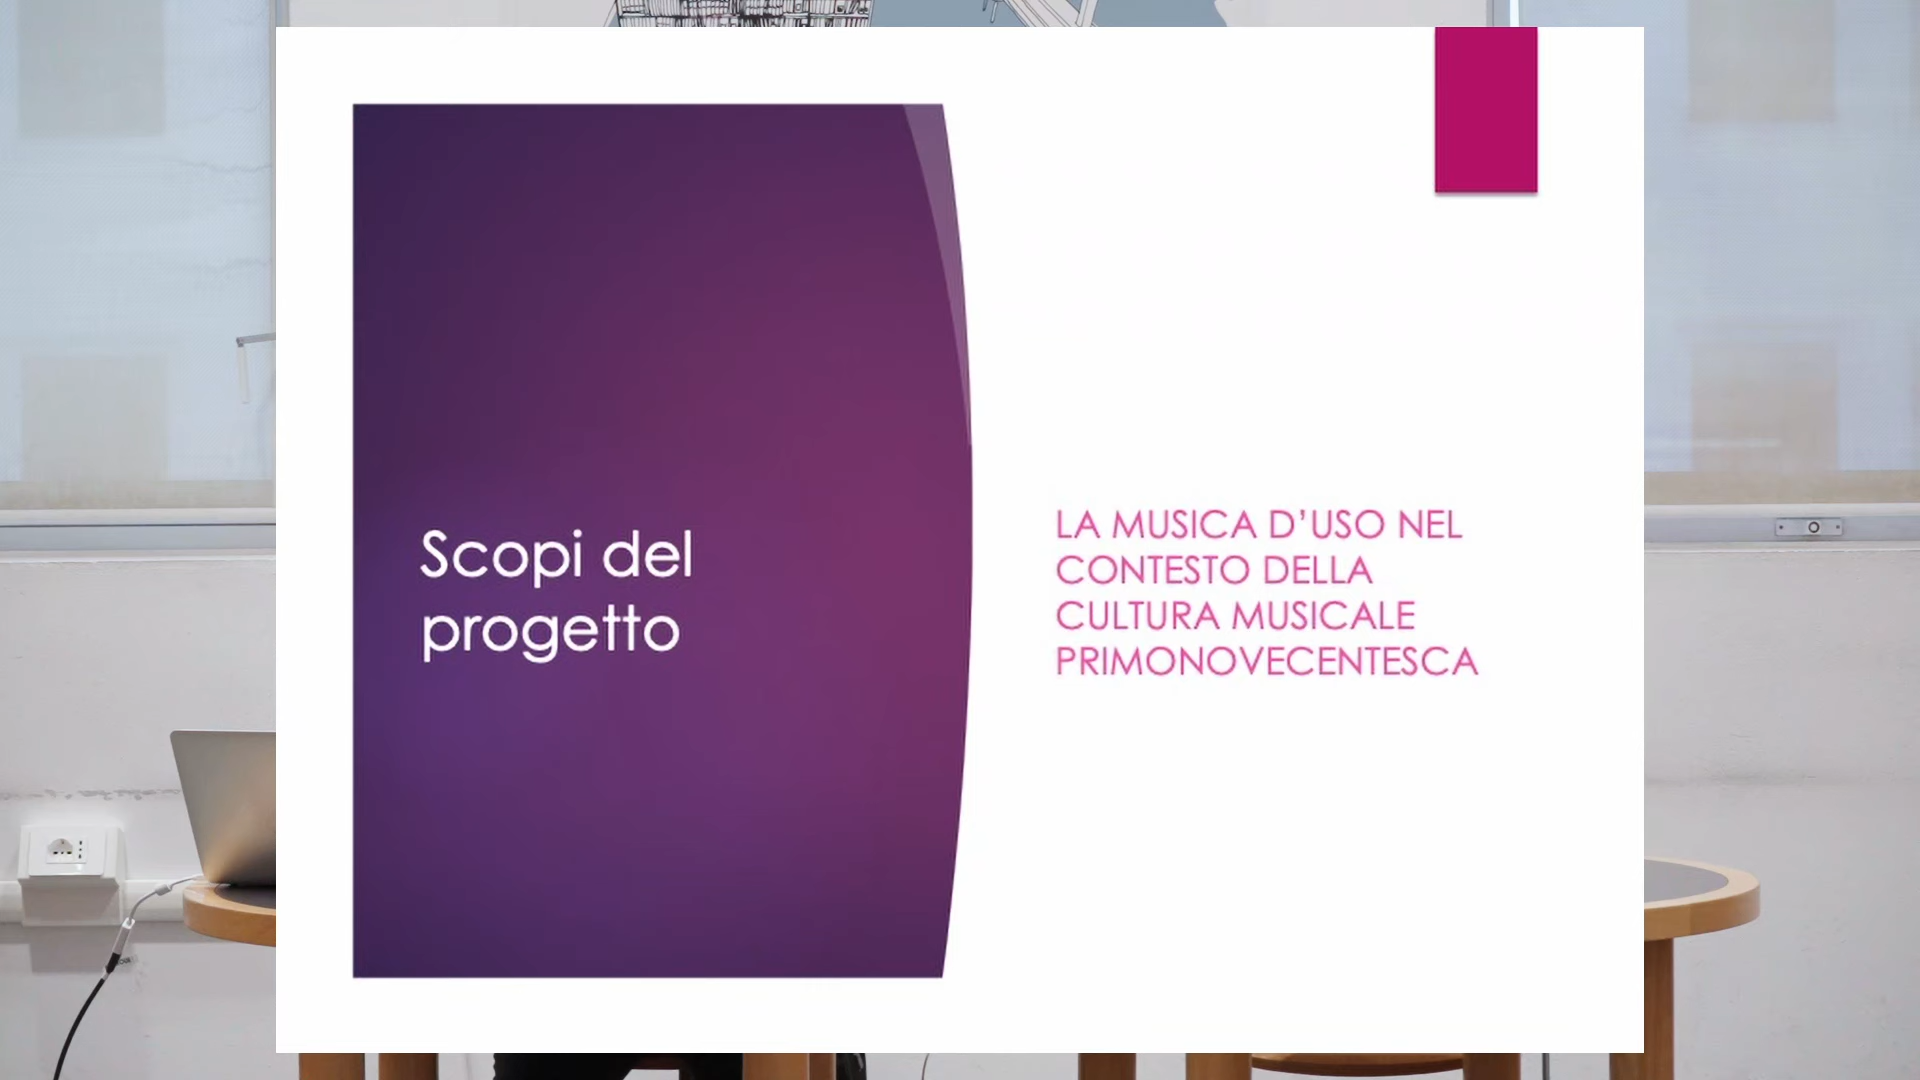 Scopi del
progetto
LA MUSICA D’USO NEL
CONTESTO DELLA
CULTURA MUSICALE
PRIMONOVECENTESCA